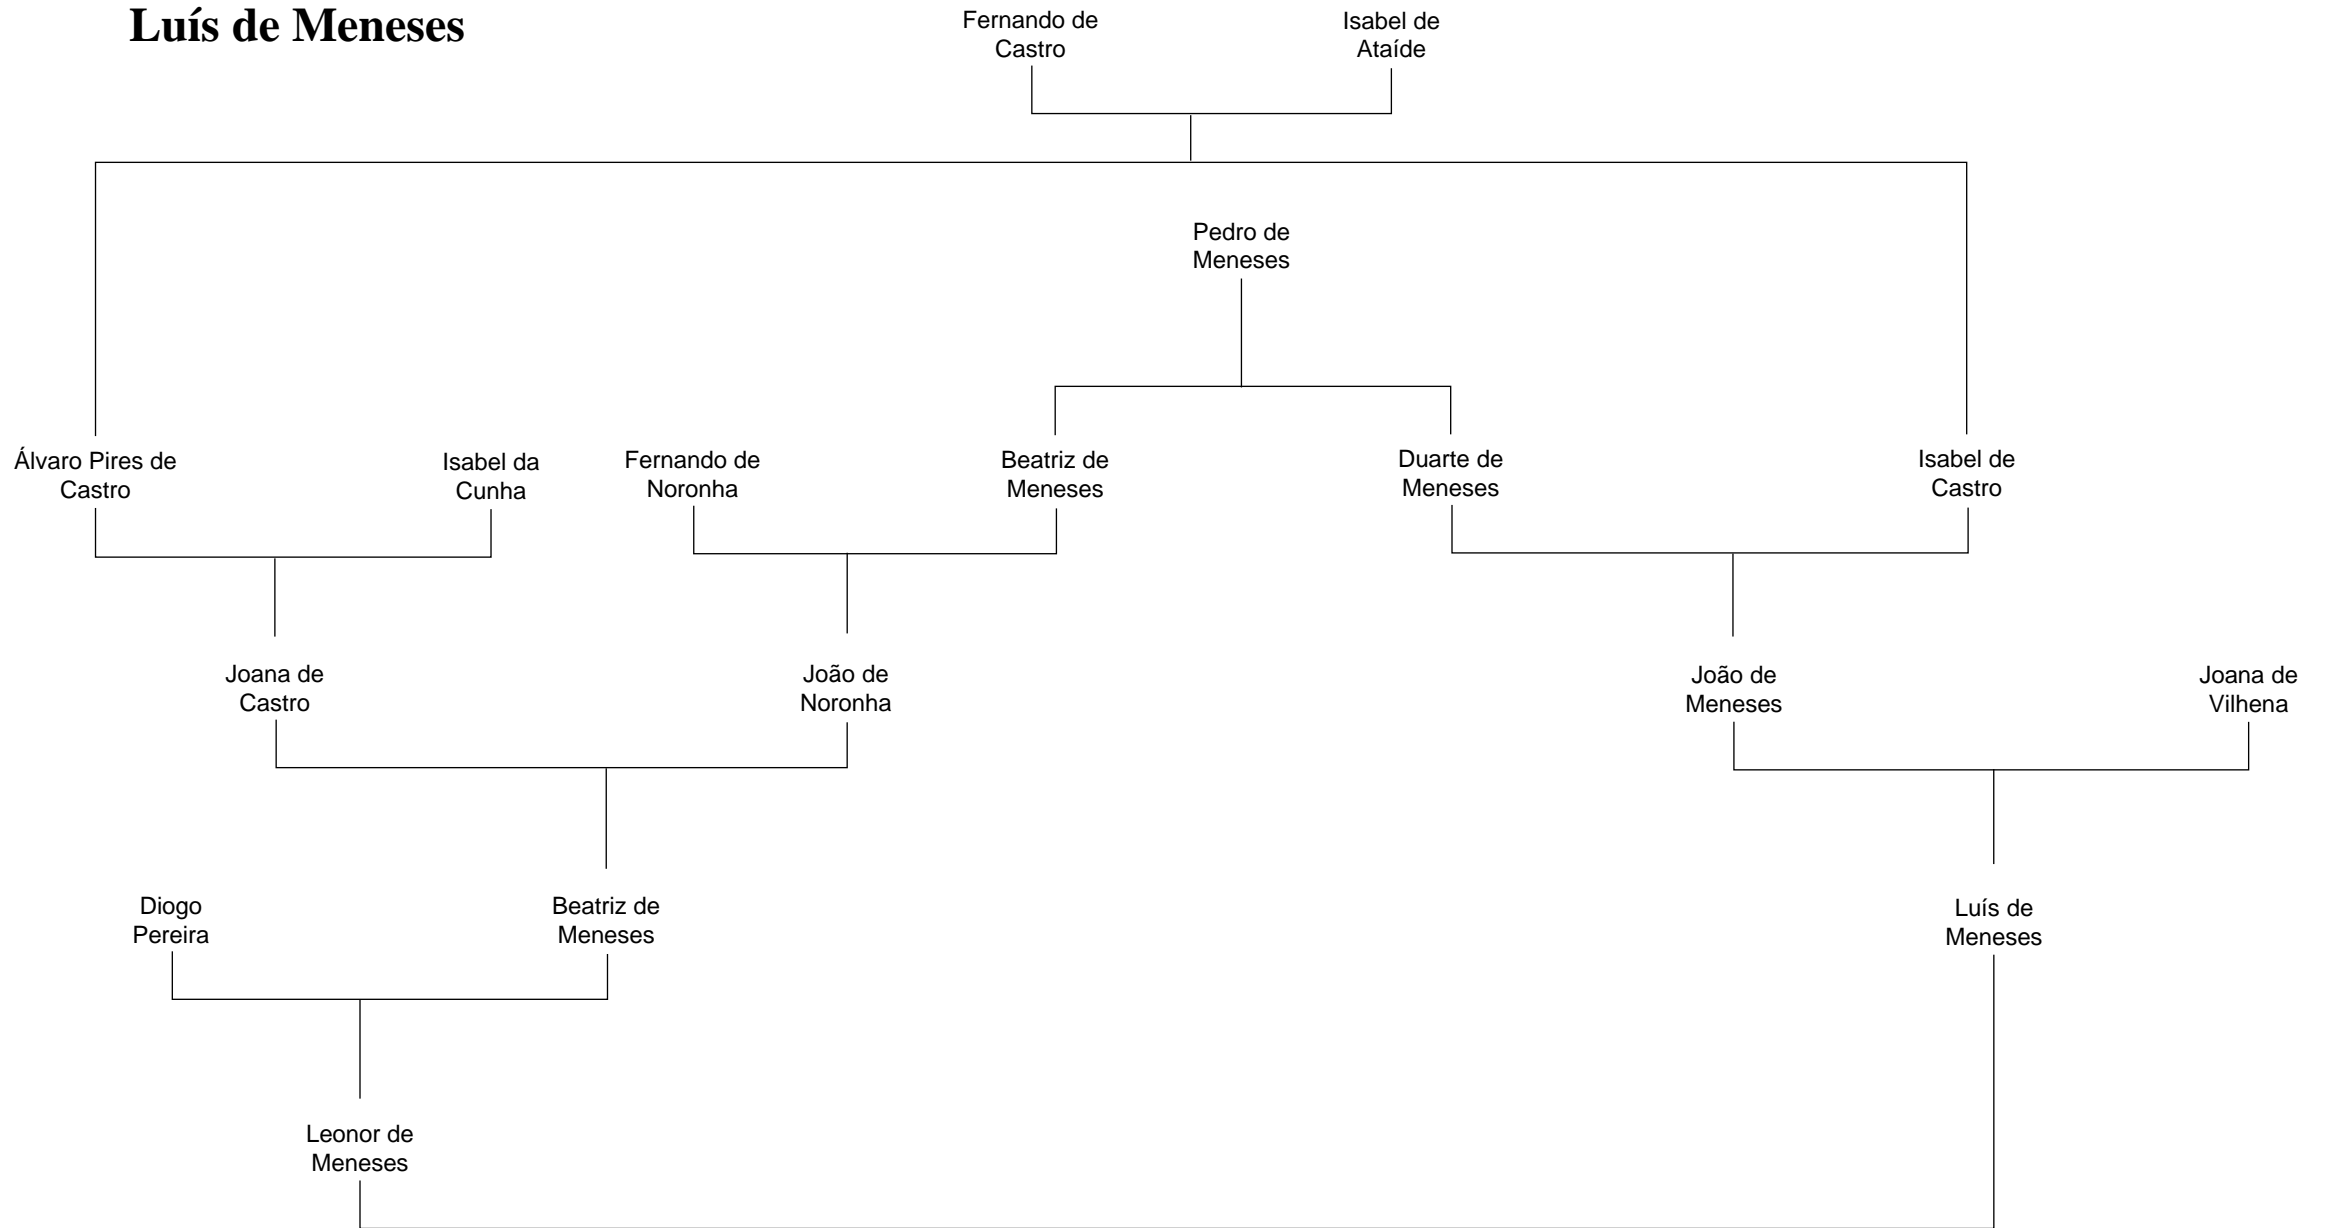 Luís de Meneses
Fernando de
Castro
Isabel de
Ataíde
Pedro de
Meneses
Álvaro Pires de
Castro
Isabel da
Cunha
Fernando de
Noronha
Beatriz de
Meneses
Duarte de
Meneses
Isabel de
Castro
Joana de
Castro
João de
Noronha
João de
Meneses
Joana de
Vilhena
Diogo
Pereira
Beatriz de
Meneses
Luís de
Meneses
Leonor de
Meneses